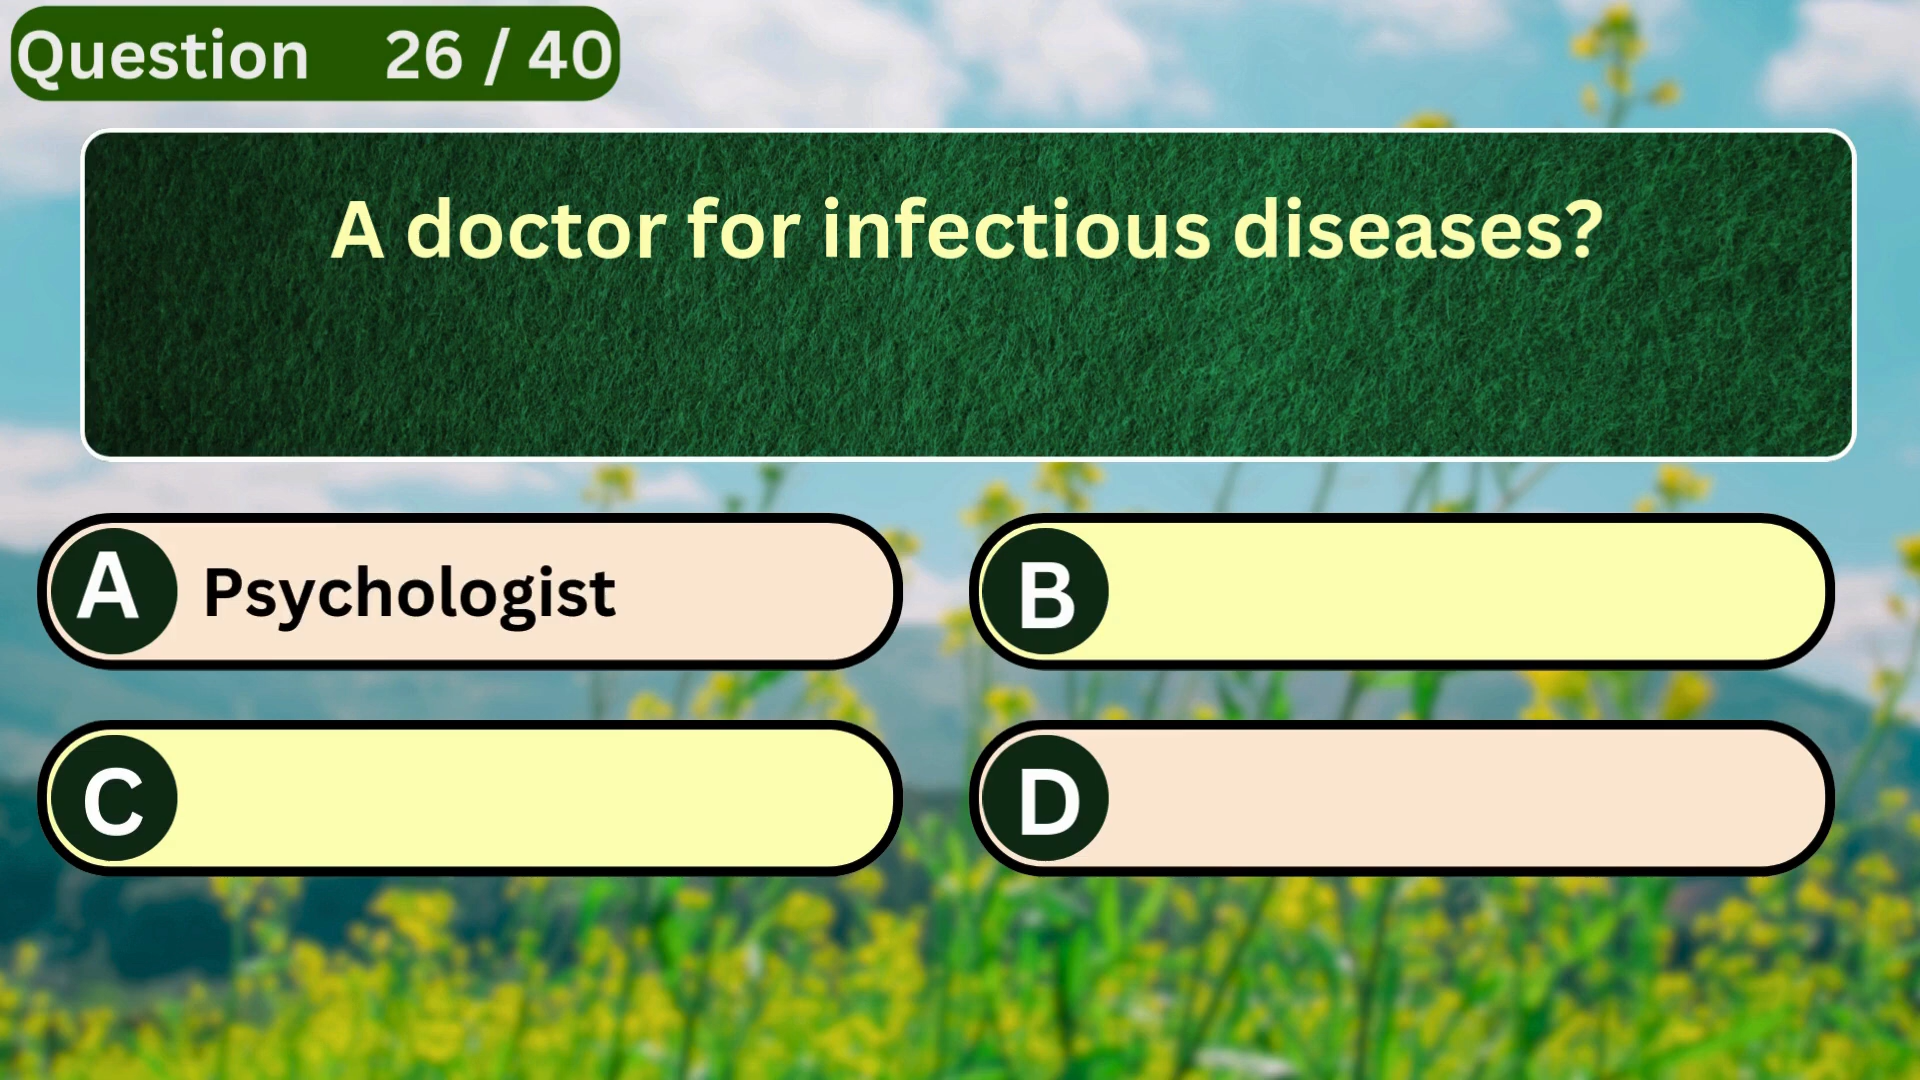 Question 26 / 40
A doctor for infectious diseases?
A Psychologist
B
C
D